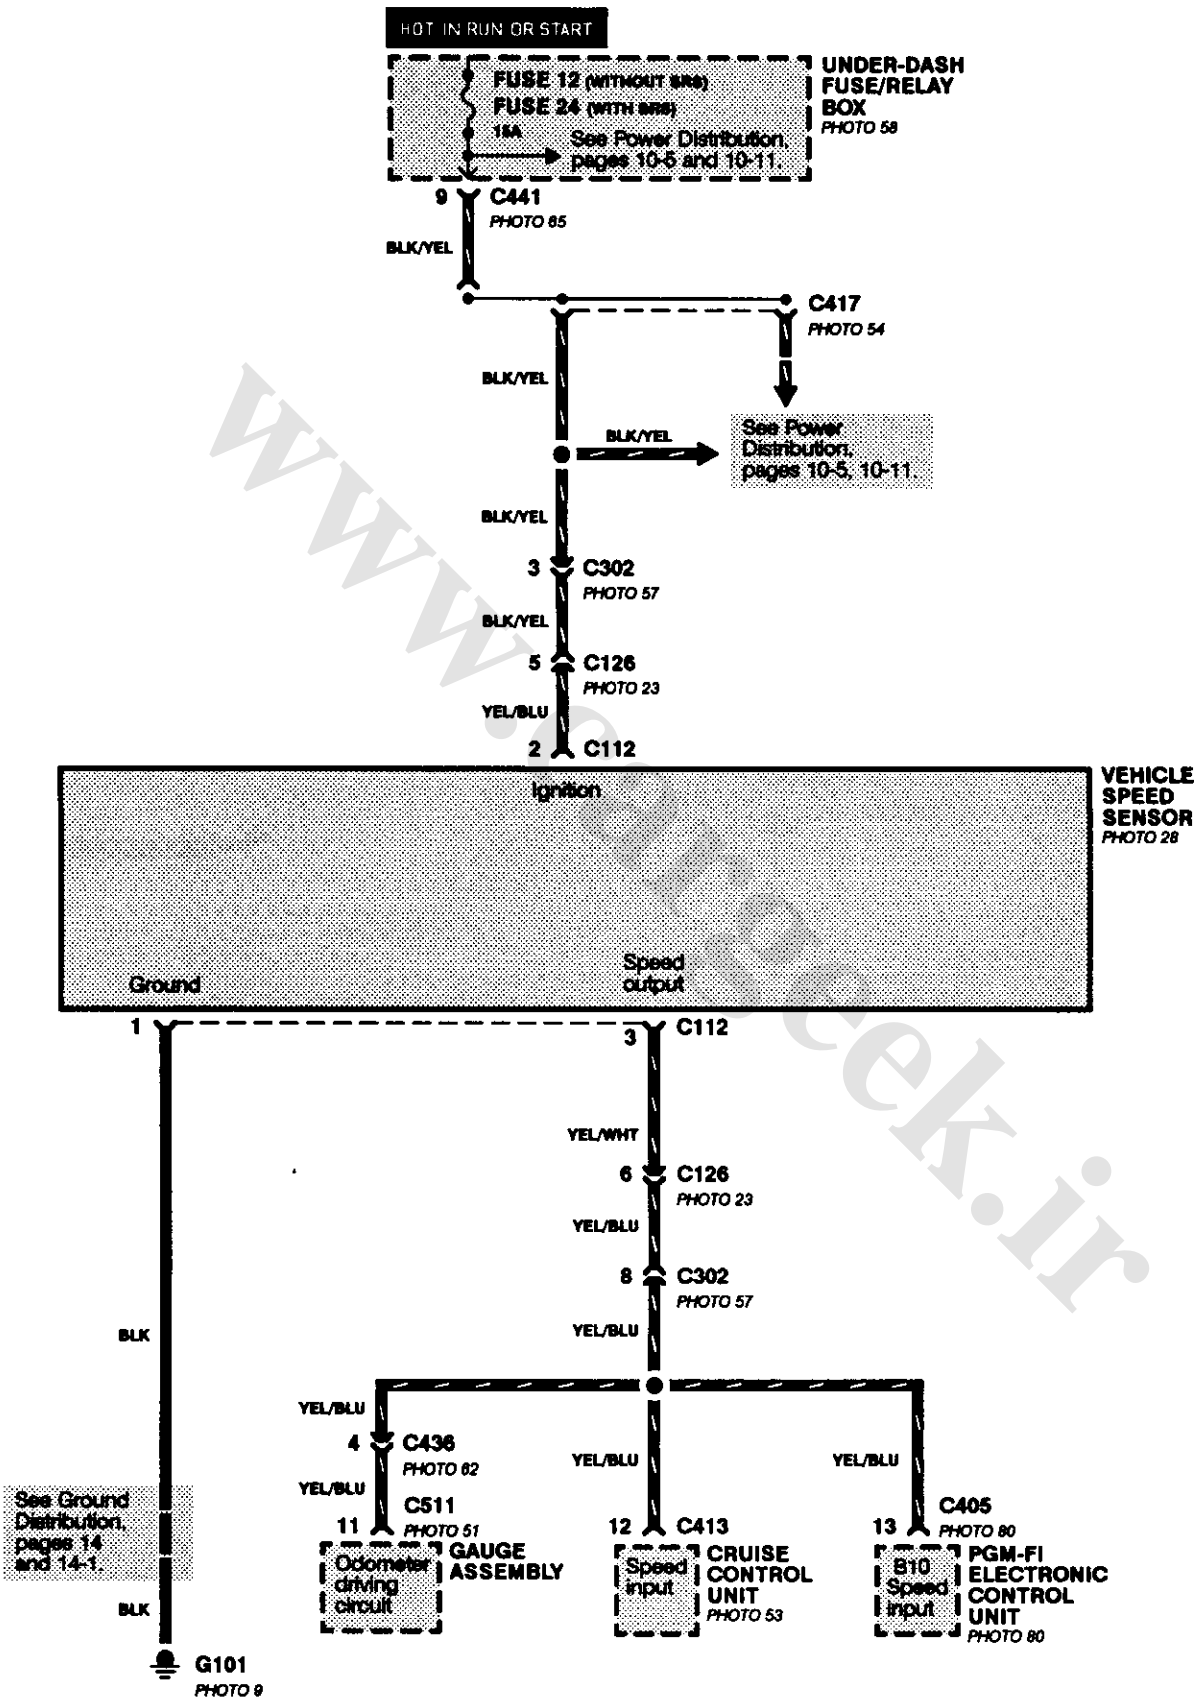 HOT IN RUN OR START
FUSE 12 (WITHOUT SRS)
FUSE 24 (WITH SRS)
15A
See Power Distribution,
pages 10-5 and 10-11.
UNDER-DASH
FUSE/RELAY
BOX
PHOTO 58
9
C441
PHOTO 65
BLK/YEL
C417
PHOTO 54
BLK/YEL
BLK/YEL
See Power
Distribution,
pages 10-5, 10-11.
BLK/YEL
3
C302
PHOTO 57
BLK/YEL
5
C126
PHOTO 23
YEL/BLU
2
C112
Ignition
VEHICLE
SPEED
SENSOR
PHOTO 28
Ground
Speed
output
1
3
C112
YEL/WHT
6
C126
PHOTO 23
YEL/BLU
8
C302
PHOTO 57
BLK
YEL/BLU
YEL/BLU
4
C436
PHOTO 62
YEL/BLU
YEL/BLU
YEL/BLU
See Ground
Distribution,
pages 14
and 14-1.
11
C511
PHOTO 51
12
C413
13
C405
PHOTO 80
Odometer
driving
circuit
GAUGE
ASSEMBLY
Speed
input
CRUISE
CONTROL
UNIT
PHOTO 53
B10
Speed
input
PGM-FI
ELECTRONIC
CONTROL
UNIT
PHOTO 80
BLK
G101
PHOTO 9
www.cargeek.ir